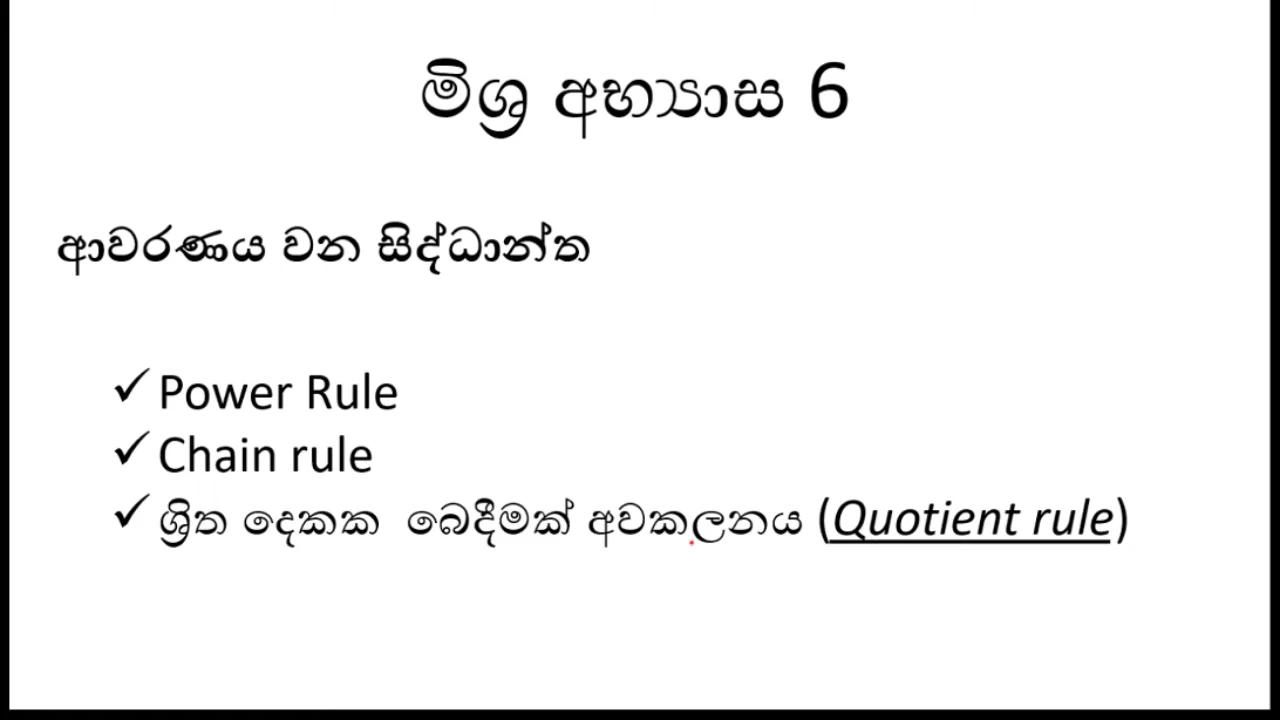 මිශ්‍ර අභ්‍යාස 6
ආවරණය වන සිද්ධාන්ත
✓ Power Rule
✓ Chain rule
✓ ශ්‍රිත දෙකක බෙදීමක් අවකලනය (Quotient rule)